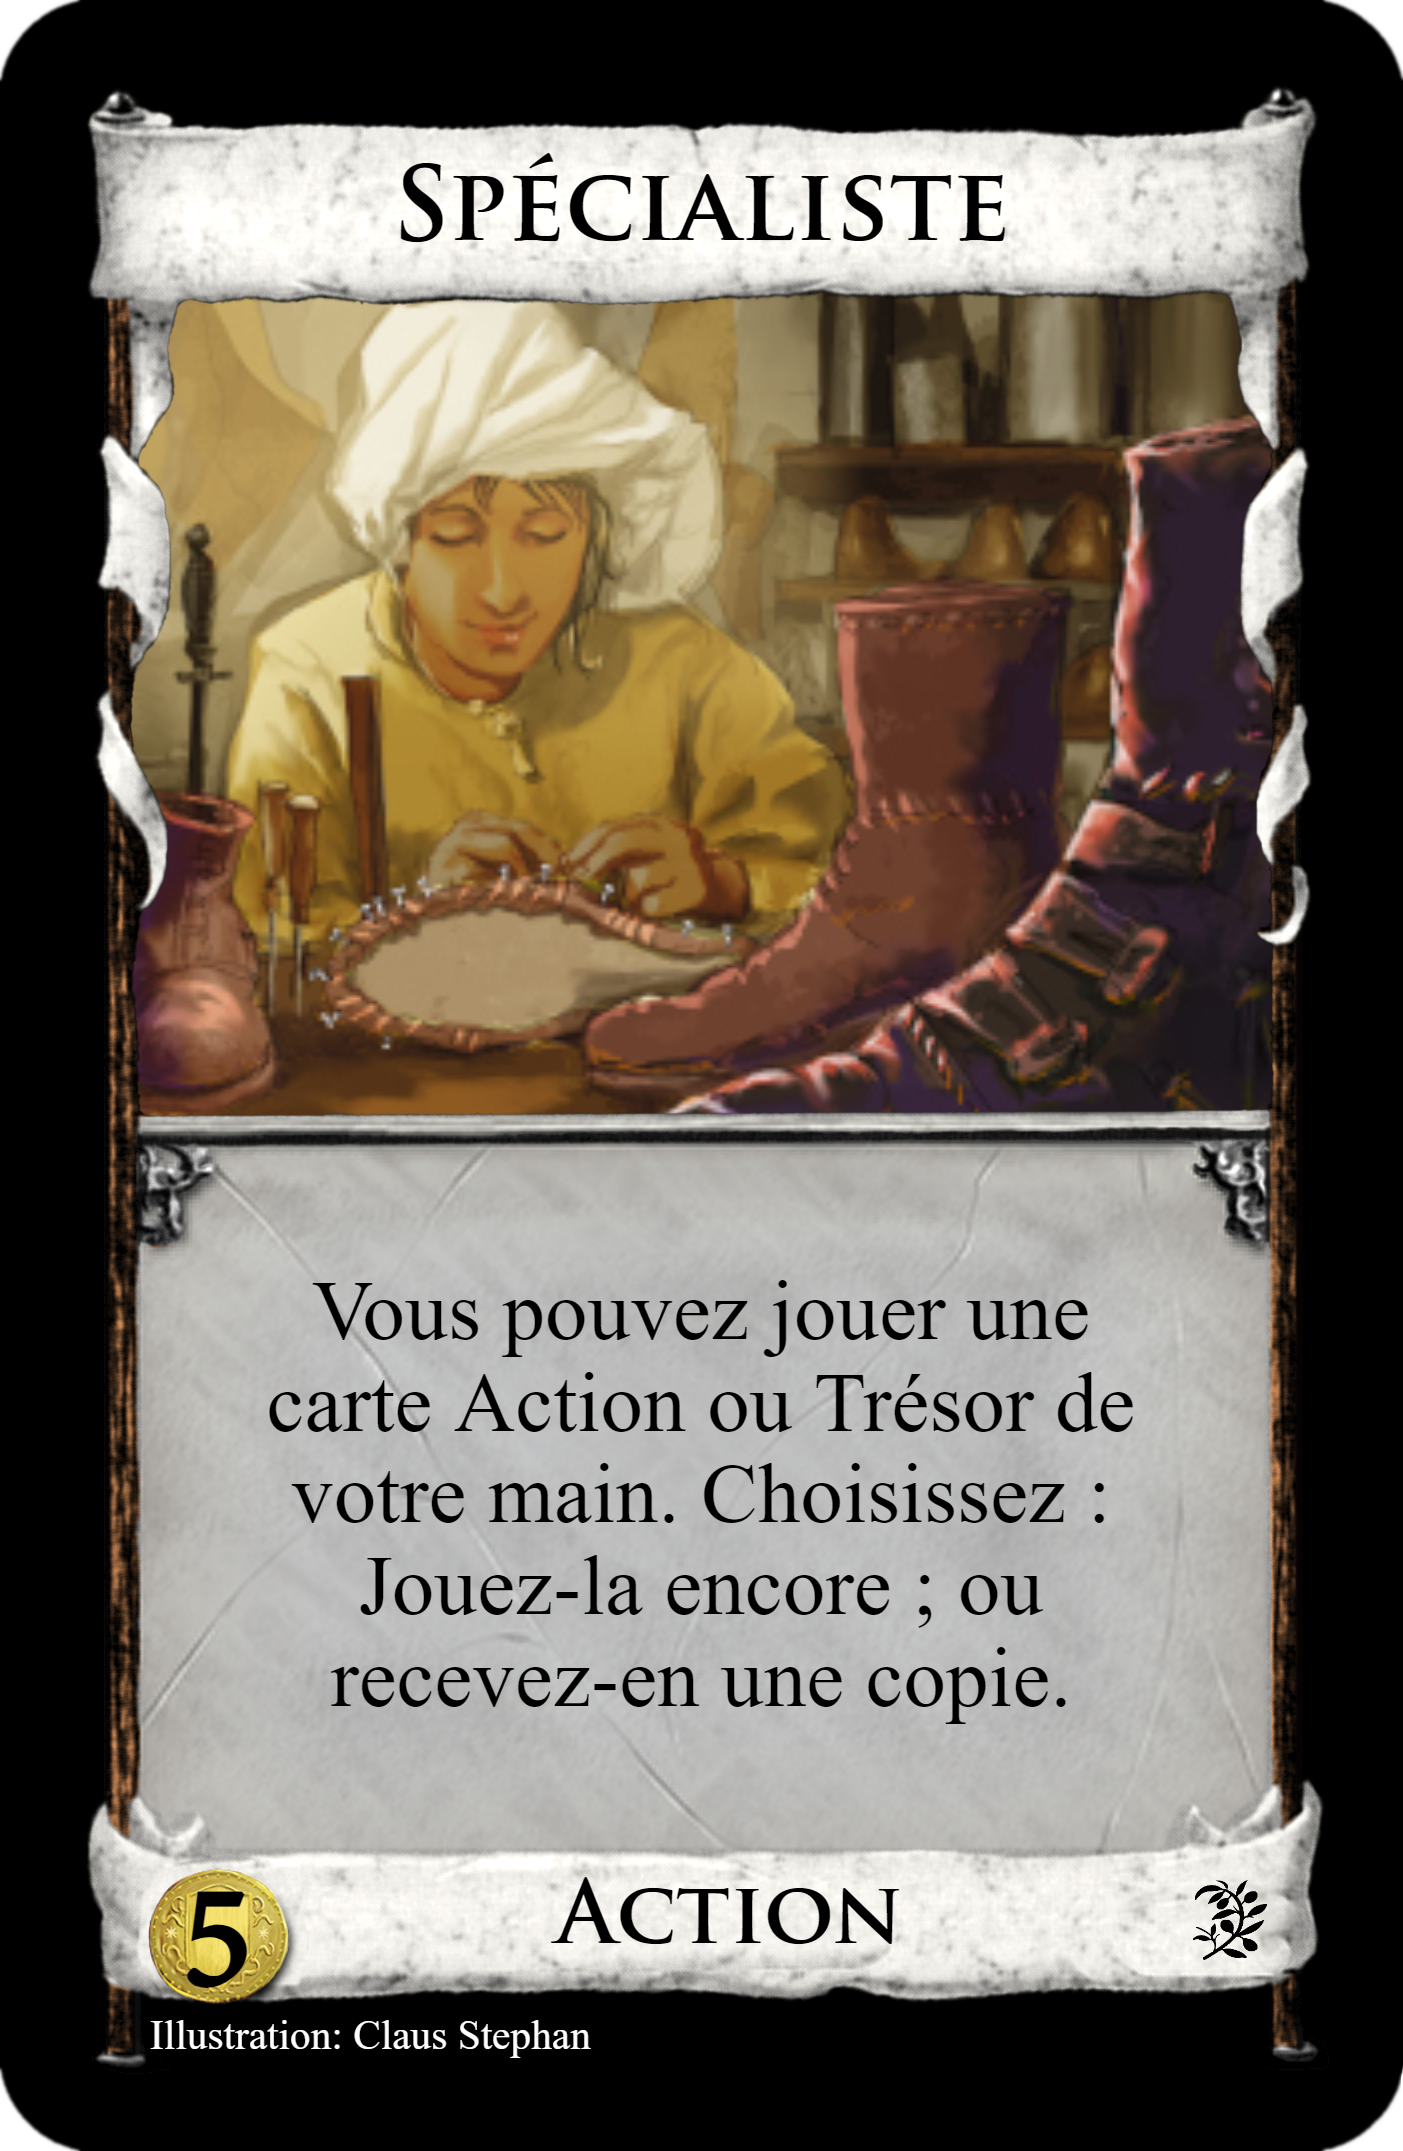 Spécialiste
Vous pouvez jouer une
carte Action ou Trésor de
votre main. Choisissez :
Jouez-la encore ; ou
recevez-en une copie.
5
Action
Illustration: Claus Stephan